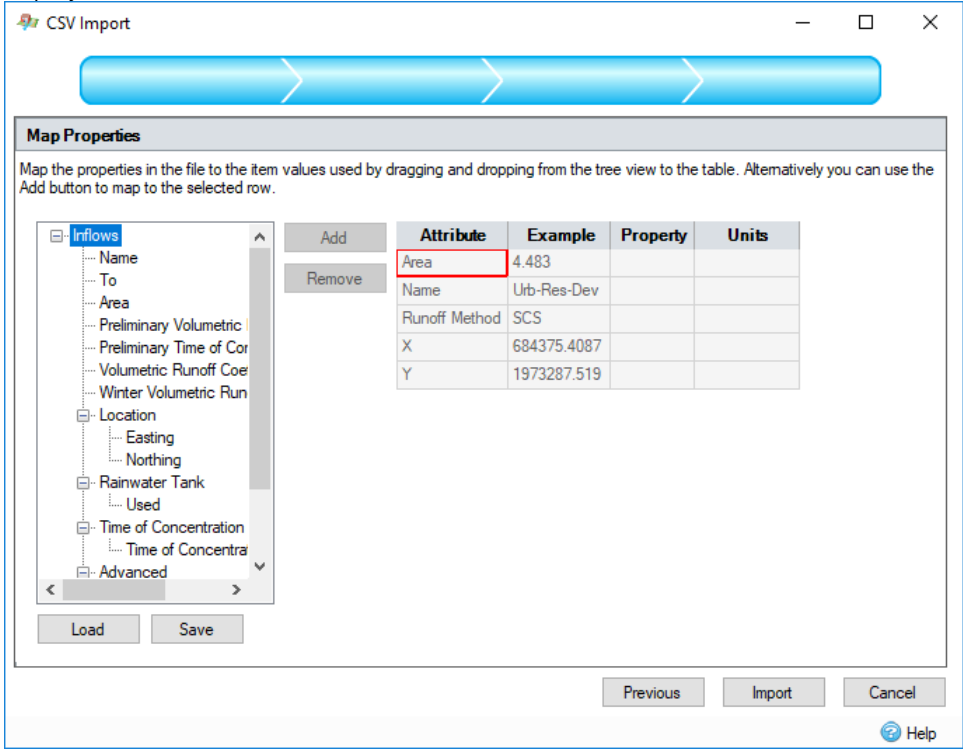 CSV Import
Map Properties
Map the properties in the file to the item values used by dragging and dropping from the tree view to the table. Alternatively you can use the
Add button to map to the selected row.
Inflows
Name
To
Area
Preliminary Volumetric
Preliminary Time of Cor
Volumetric Runoff Coe
Winter Volumetric Run
Location
Easting
Northing
Rainwater Tank
Used
Time of Concentration
Time of Concentra
Advanced
Load Save
Add
Remove
Attribute Example Property Units
Area 4.483
Name Urb-Res-Dev
Runoff Method SCS
X 684375.4087
Y 1973287.519
Previous Import Cancel
Help